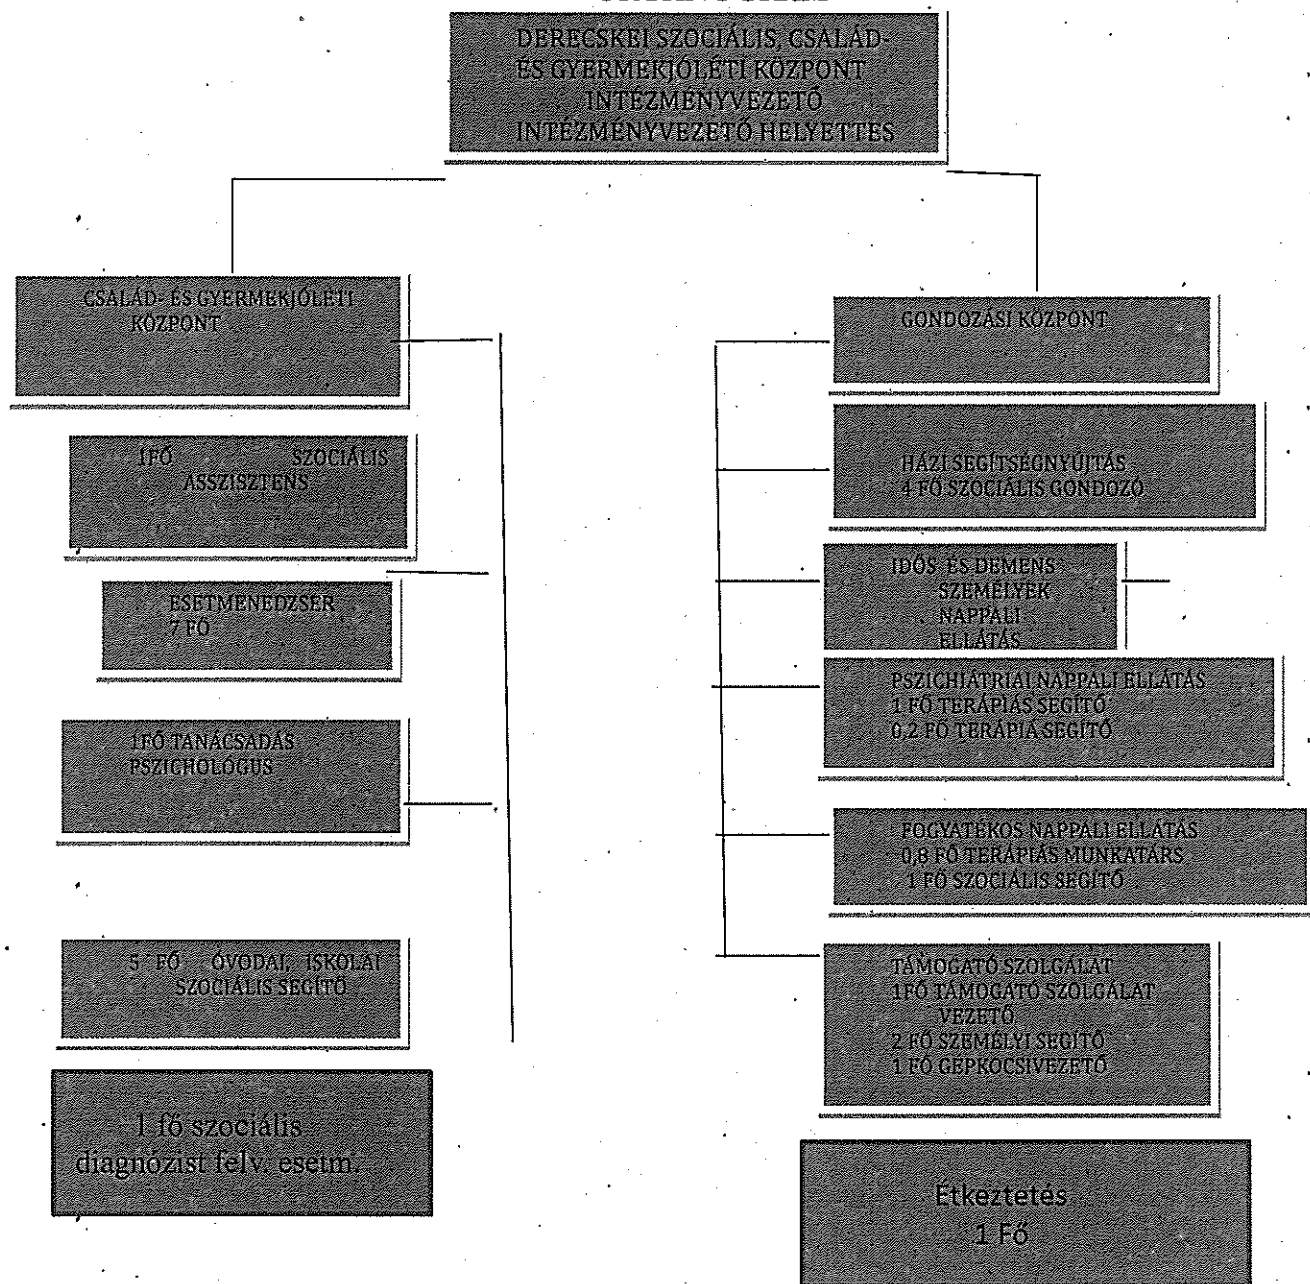 DERECSKEI SZOCIÁLIS, CSALÁD-
ÉS GYERMEKJÓLÉTI KÖZPONT
INTÉZMÉNYVEZETŐ
INTÉZMÉNYVEZETŐ HELYETTES
CSALÁD- ÉS GYERMEKJÓLÉTI
KÖZPONT
1FŐ SZOCIÁLIS
ASSZISZTENS
ESETMENEDZSER
7 FŐ
1FŐ TANÁCSADÁS
PSZICHOLÓGUS
5 FŐ ÓVODAI, ISKOLAI
SZOCIÁLIS SEGÍTŐ
1 fő szociális
diagnózist felv. esetm.
GONDOZÁSI KÖZPONT
HÁZI SEGÍTSÉGNYÚJTÁS
4 FŐ SZOCIÁLIS GONDOZÓ
IDŐS ÉS DEMENS
SZEMÉLYEK
NAPPALI
ELLÁTÁS
PSZICHIÁTRIAI NAPPALI ELLÁTÁS
1 FŐ TERÁPIÁS SEGÍTŐ
0,2 FŐ TERÁPIÁ SEGÍTŐ
FOGYATÉKOS NAPPALI ELLÁTÁS
0,8 FŐ TERÁPIÁS MUNKATÁRS
1 FŐ SZOCIÁLIS SEGÍTŐ
TÁMOGATÓ SZOLGÁLAT
1FŐ TÁMOGATÓ SZOLGÁLAT
VEZETŐ
2 FŐ SZEMÉLYI SEGÍTŐ
1 FŐ GÉPKOCSIVEZETŐ
Étkeztetés
1 Fő